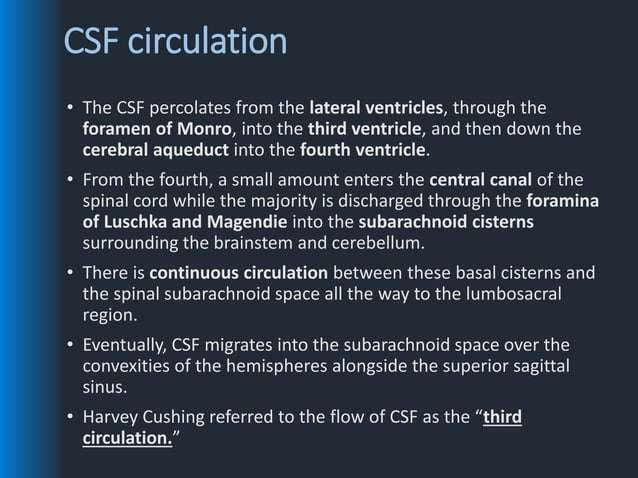 CSF circulation
• The CSF percolates from the lateral ventricles, through the
foramen of Monro, into the third ventricle, and then down the
cerebral aqueduct into the fourth ventricle.
• From the fourth, a small amount enters the central canal of the
spinal cord while the majority is discharged through the foramina
of Luschka and Magendie into the subarachnoid cisterns
surrounding the brainstem and cerebellum.
• There is continuous circulation between these basal cisterns and
the spinal subarachnoid space all the way to the lumbosacral
region.
• Eventually, CSF migrates into the subarachnoid space over the
convexities of the hemispheres alongside the superior sagittal
sinus.
• Harvey Cushing referred to the flow of CSF as the “third
circulation.”